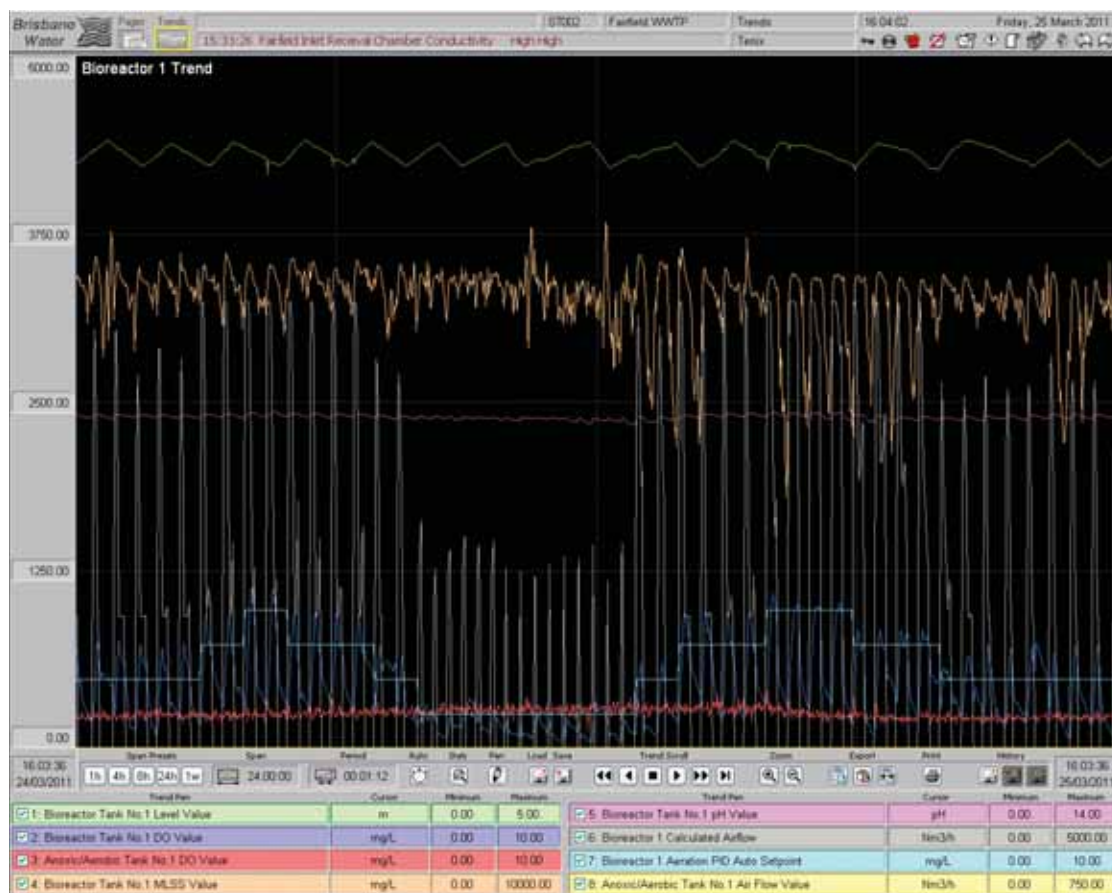 Brisbane Water Pages Trends ST002 Fairfield WWTP Trends 16:04:02 Friday, 25 March 2011
15:33:26 Fairfield Inlet Receival Chamber Conductivity High High Tenix
Bioreactor 1 Trend
5000.00
3750.00
2500.00
1250.00
0.00
Span Presets Span Period Auto Stats Pen Load Save Trend Scroll Zoom Export Print History
16:03:36 24/03/2011 1h 4h 8h 24h 1w 24:00:00 00:01:12 16:03:36 25/03/2011
Trend Pen Cursor Minimum Maximum Trend Pen Cursor Minimum Maximum
1: Bioreactor Tank No.1 Level Value m 0.00 5.00 5: Bioreactor Tank No.1 pH Value pH 0.00 14.00
2: Bioreactor Tank No.1 DO Value mg/L 0.00 10.00 6: Bioreactor 1 Calculated Airflow Nm3/h 0.00 5000.00
3: Anoxic/Aerobic Tank No.1 DO Value mg/L 0.00 10.00 7: Bioreactor 1 Aeration PID Auto Setpoint mg/L 0.00 10.00
4: Bioreactor Tank No.1 MLSS Value mg/L 0.00 10000.00 8: Anoxic/Aerobic Tank No.1 Air Flow Value Nm3/h 0.00 750.00